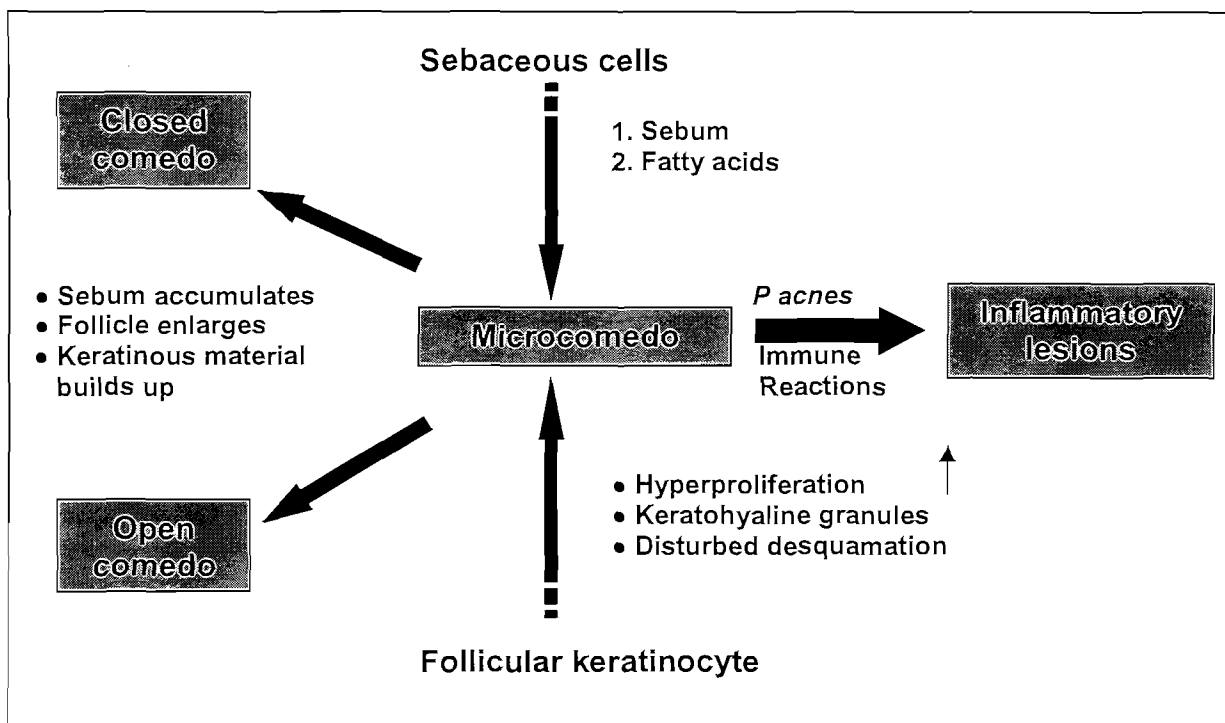 Sebaceous cells
Closed
comedo
1. Sebum
2. Fatty acids
• Sebum accumulates
• Follicle enlarges
• Keratinous material
builds up
Microcomedo
P acnes
Immune
Reactions
Inflammatory
lesions
Open
comedo
• Hyperproliferation
• Keratohyaline granules
• Disturbed desquamation
Follicular keratinocyte